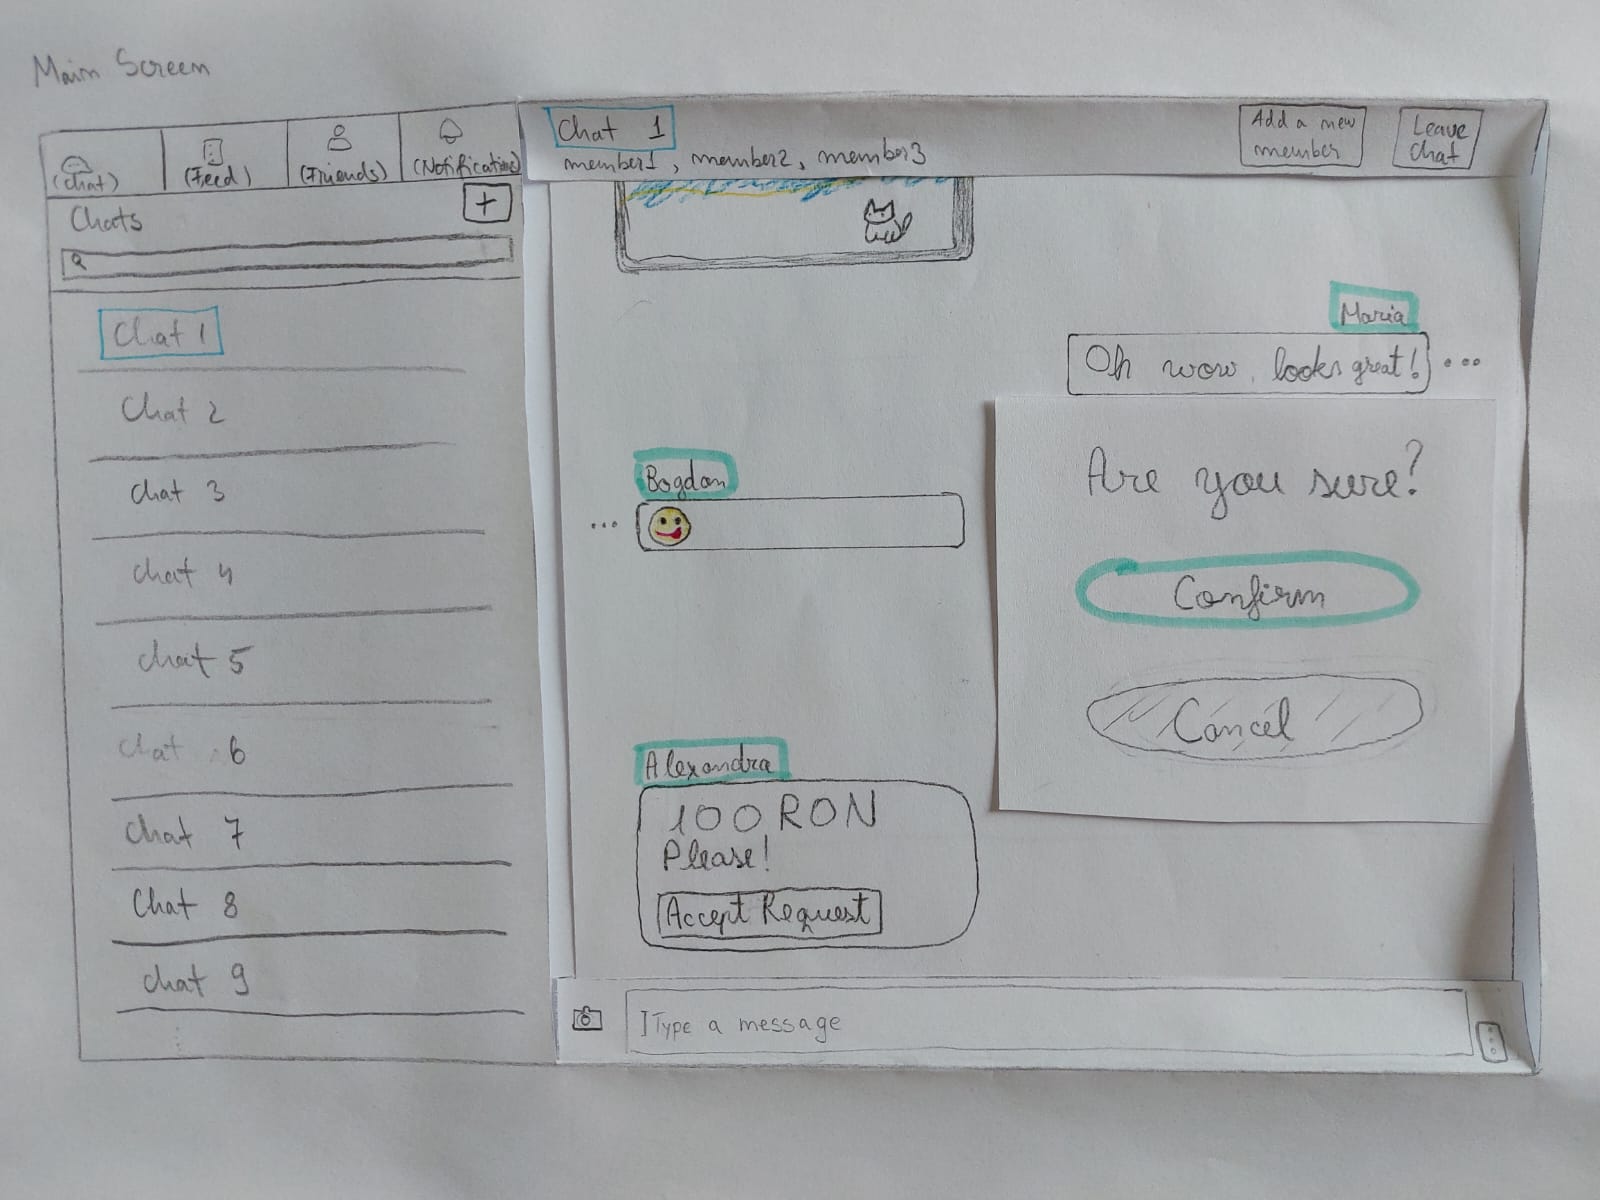 Main Screen
(Chat)
(Feed)
(Friends)
(Notifications)
Chats
+
Chat 1
Chat 2
Chat 3
Chat 4
Chat 5
Chat 6
Chat 7
Chat 8
Chat 9
Chat 1
member1, member2, member3
Add a new
member
Leave
Chat
Maria
Oh wow, looks great! ...
Bogdan
...
Are you sure?
Confirm
Cancel
Alexandra
100 RON
Please!
Accept Request
Type a message